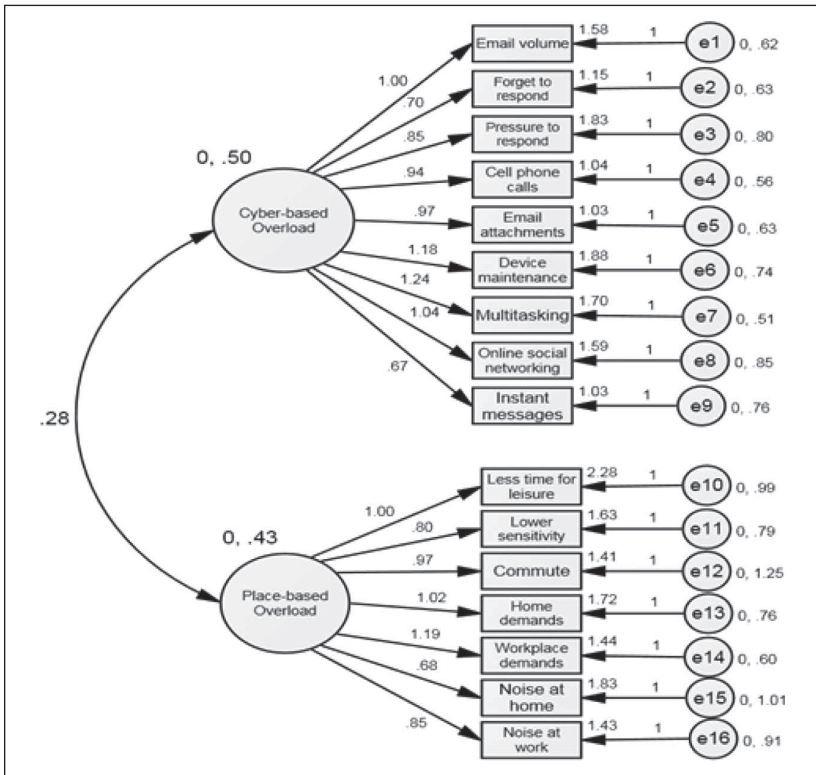 Email volume 1.58 1 e1 0, .62
1.00
Forget to
respond 1.15 1 e2 0, .63
.70
Pressure to
respond 1.83 1 e3 0, .80
.85
0, .50
Cell phone
calls 1.04 1 e4 0, .56
.94
Cyber-based
Overload
Email
attachments 1.03 1 e5 0, .63
.97
Device
maintenance 1.88 1 e6 0, .74
1.18
Multitasking 1.70 1 e7 0, .51
1.24
Online social
networking 1.59 1 e8 0, .85
1.04
Instant
messages 1.03 1 e9 0, .76
.67
.28
Less time for
leisure 2.28 1 e10 0, .99
1.00
Lower
sensitivity 1.63 1 e11 0, .79
.80
0, .43
Commute 1.41 1 e12 0, 1.25
.97
Place-based
Overload
Home
demands 1.72 1 e13 0, .76
1.02
Workplace
demands 1.44 1 e14 0, .60
1.19
Noise at
home 1.83 1 e15 0, 1.01
.68
Noise at
work 1.43 1 e16 0, .91
.85